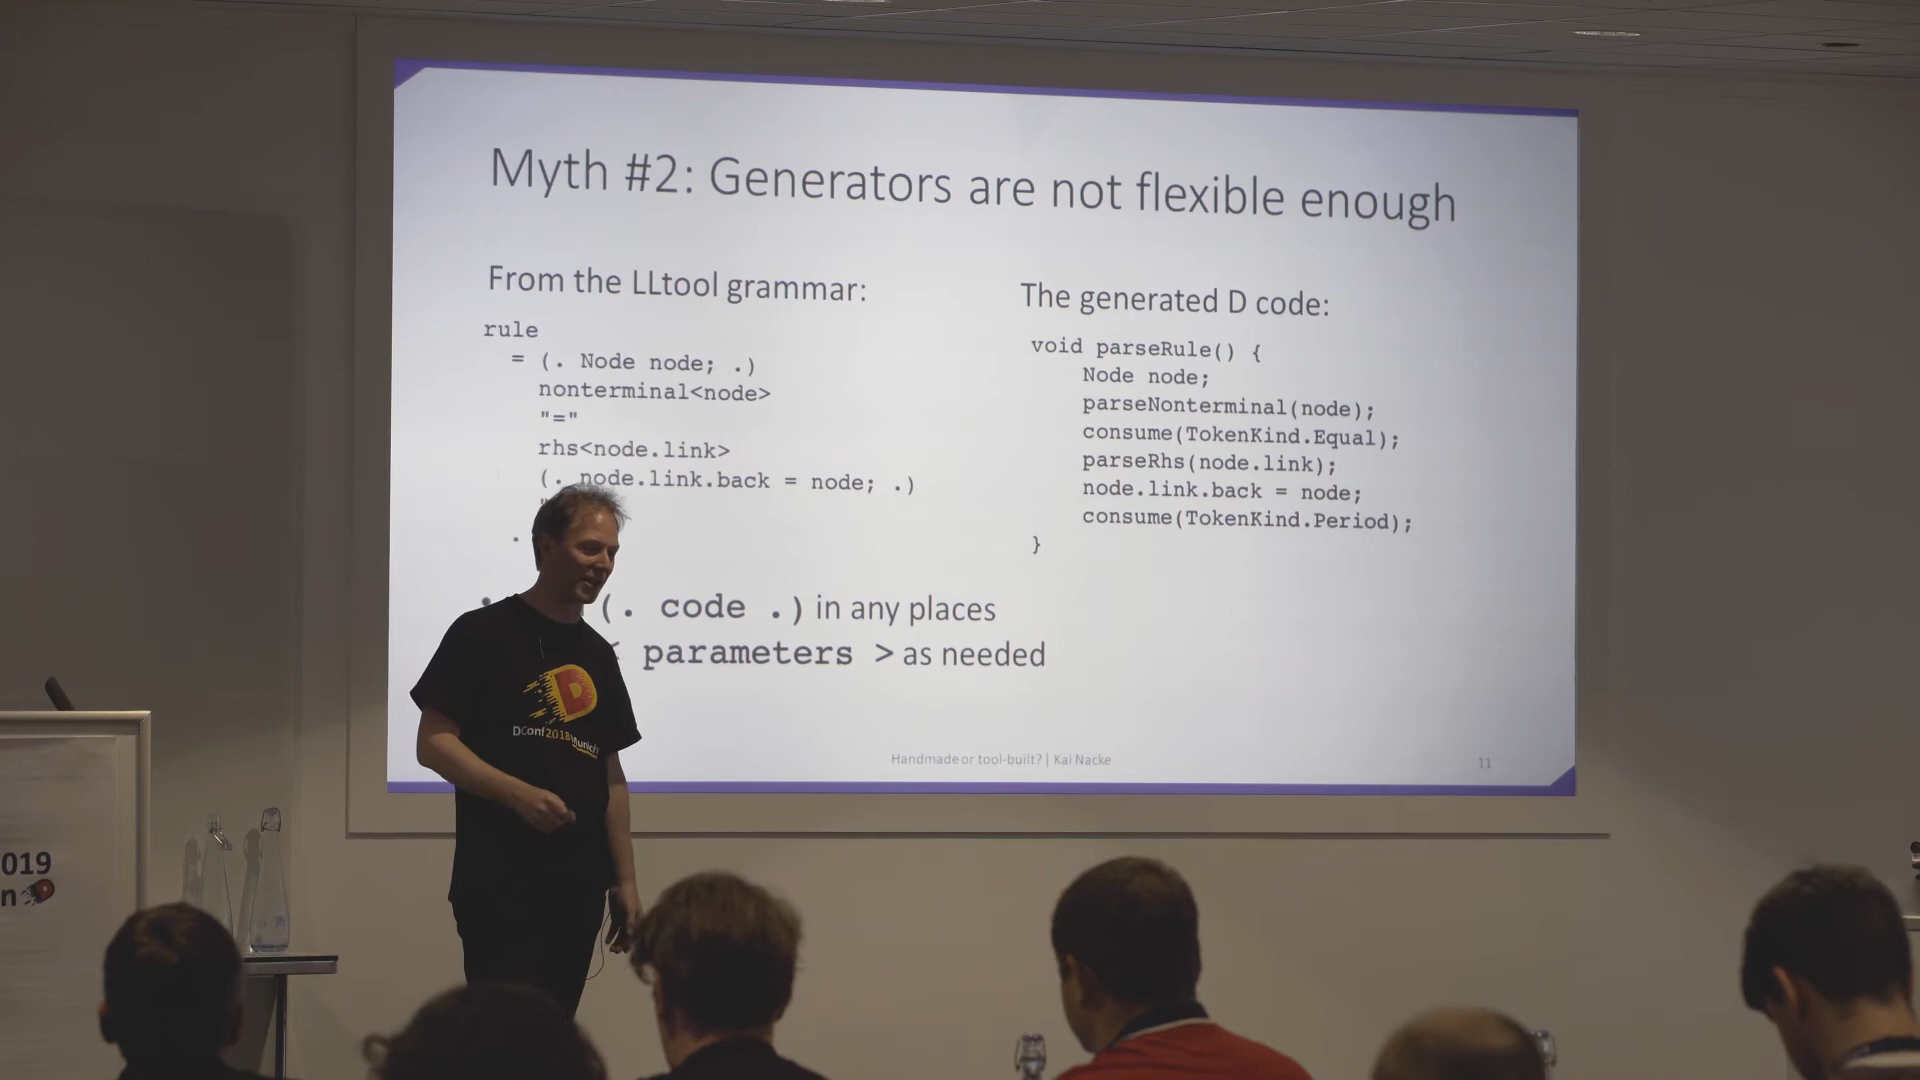 Myth #2: Generators are not flexible enough
From the LLtool grammar:
rule
= (. Node node; .)
nonterminal<node>
"="
rhs<node.link>
(. node.link.back = node; .)
"
.
(. code .) in any places
< parameters > as needed
The generated D code:
void parseRule() {
Node node;
parseNonterminal(node);
consume(TokenKind.Equal);
parseRhs(node.link);
node.link.back = node;
consume(TokenKind.Period);
}
Handmade or tool-built? | Kai Nacke
11
D
DConf2018
Munich
019
n